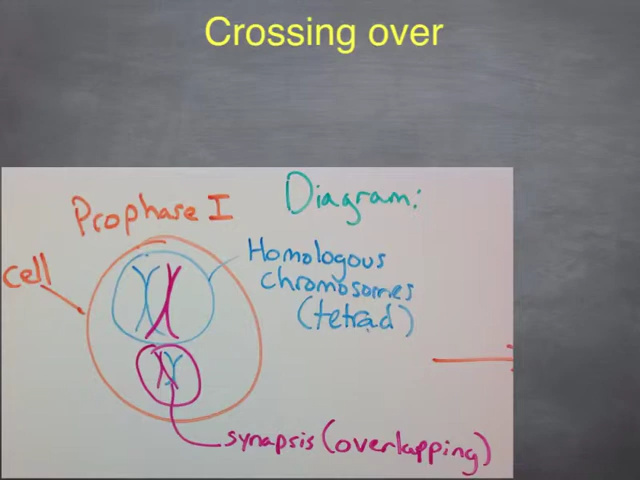 Crossing over
Prophase I
Diagram:
cell
Homologous
chromosomes
(tetrad)
synapsis (overlapping)